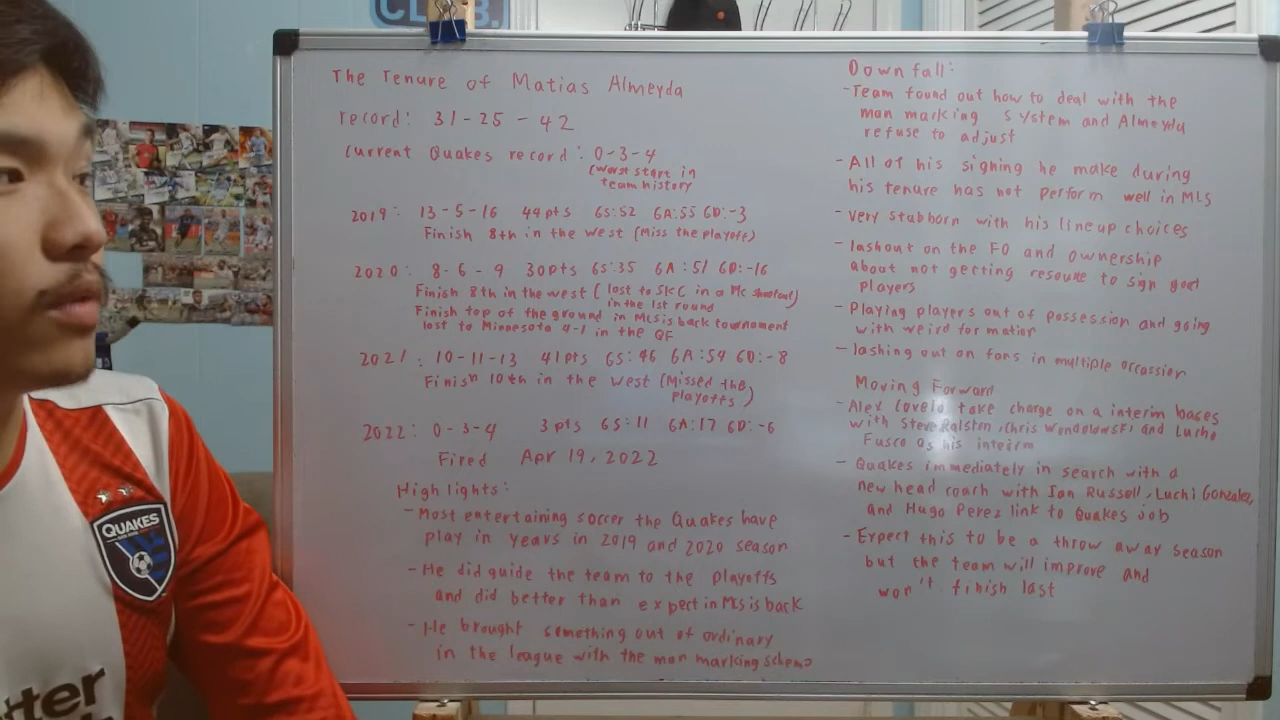 CLUB.
The Tenure of Matias Almeyda
record: 31-25-42
Current Quakes record: 0-3-4
(worst start in
team history
2019: 13-5-16 44pts GS:52 GA:55 GD:-3
Finish 8th in the west (Miss the playoff)
2020: 8-6-9 30pts GS:35 GA:51 GD:-16
Finish 8th in the west (lost to SKC in a PK shootout)
in the 1st round
Finish top of the ground in MLS is back tournament
lost to Minnesota 4-1 in the QF
2021: 10-11-13 41pts GS:46 GA:54 GD:-8
Finish 10th in the west (Missed the
playoffs)
2022: 0-3-4 3pts GS:11 GA:17 GD:-6
Fired Apr 19, 2022
Highlights:
-Most entertaining soccer the Quakes have
play in years in 2019 and 2020 season
-He did guide the team to the playoffs
and did better than expect in MLS is back
-He brought something out of ordinary
in the league with the man marking scheme
Downfall:
-Team found out how to deal with the
man marking system and Almeyda
refuse to adjust
-All of his signing he make during
his tenure has not perform well in MLS
-very stubborn with his lineup choices
-lashout on the FO and ownership
about not getting resource to sign good
players
-Playing players out of possession and going
with weird formation
-lashing out on fans in multiple occassion
Moving Forward
-Alex Covelo take charge on a interim bases
with Steve Ralston, Chris Wondolowski and Luciano
Fusco as his interim
-Quakes immediately in search with a
new head coach with Ian Russell, Luchi Gonzalez,
and Hugo Perez link to Quakes job
-Expect this to be a throw away season
but the team will improve and
won't finish last
QUAKES